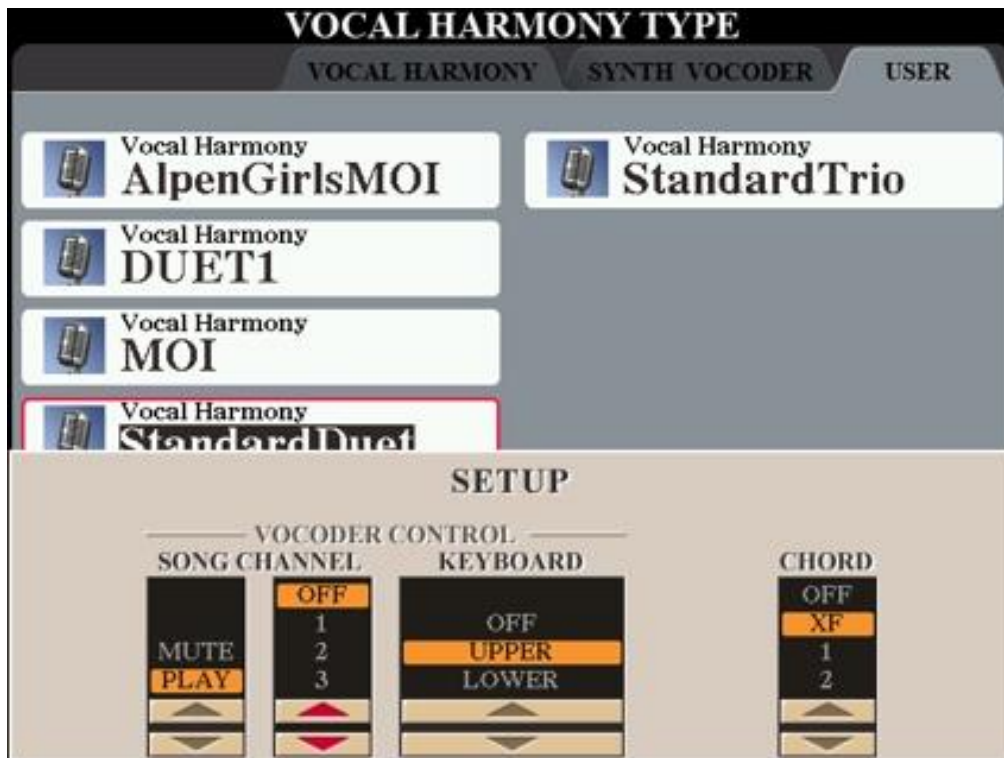 VOCAL HARMONY TYPE
VOCAL HARMONY SYNTH VOCODER USER
Vocal Harmony
AlpenGirlsMOI
Vocal Harmony
StandardTrio
Vocal Harmony
DUET1
Vocal Harmony
MOI
Vocal Harmony
StandardDuet
SETUP
VOCODER CONTROL
SONG CHANNEL KEYBOARD CHORD
MUTE
PLAY
OFF
1
2
3
OFF
UPPER
LOWER
OFF
XF
1
2